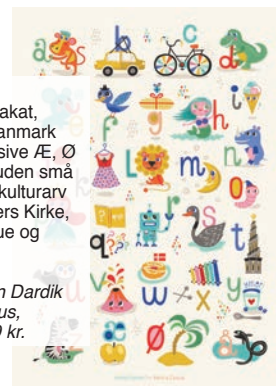 a b c d
akat,
anmark
sive Æ, Ø
uden små
kulturarv
ers Kirke,
ue og
n Dardik
us,
0 kr.
f g h i
k l m n o
q r s t
u v w x y
z æ ø å